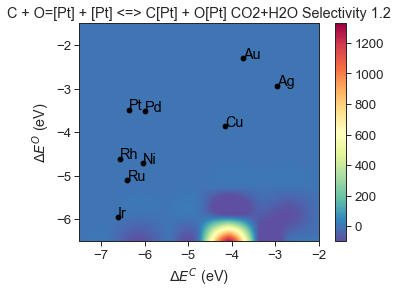 C + O=[Pt] + [Pt] <=> C[Pt] + O[Pt] CO2+H2O Selectivity 1.2
−2
−3
−4
−5
−6
ΔE^O (eV)
Au
Ag
Pt
Pd
Cu
Rh
Ni
Ru
Ir
−7
−6
−5
−4
−3
−2
ΔE^C (eV)
1200
1000
800
600
400
200
0